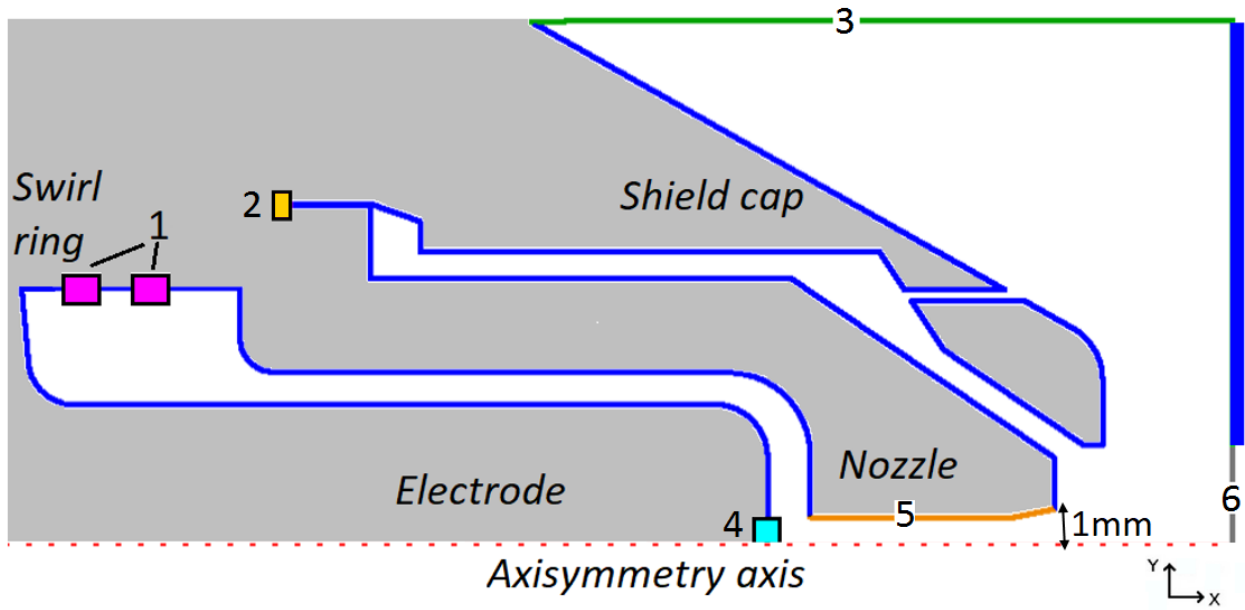 3
Swirl
ring
1
2
Shield cap
Electrode
4
Nozzle
5
6
1mm
Axisymmetry axis
Y
X